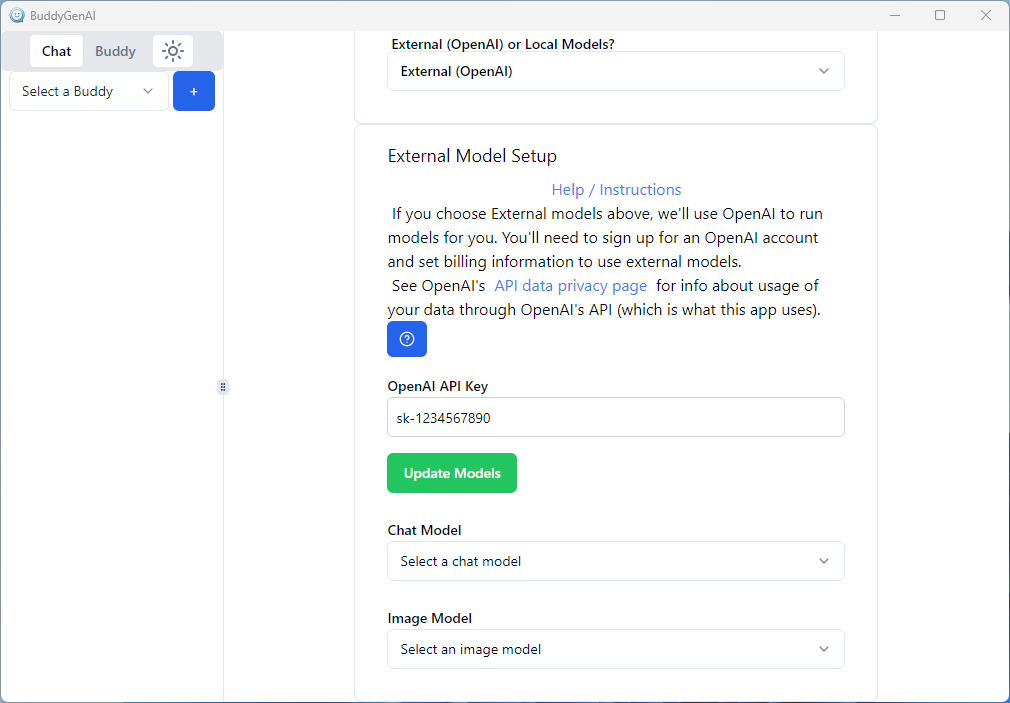 BuddyGenAI
Chat Buddy
Select a Buddy +
External (OpenAI) or Local Models?
External (OpenAI)
External Model Setup
Help / Instructions
If you choose External models above, we'll use OpenAI to run
models for you. You'll need to sign up for an OpenAI account
and set billing information to use external models.
See OpenAI's API data privacy page for info about usage of
your data through OpenAI's API (which is what this app uses).
OpenAI API Key
sk-1234567890
Update Models
Chat Model
Select a chat model
Image Model
Select an image model